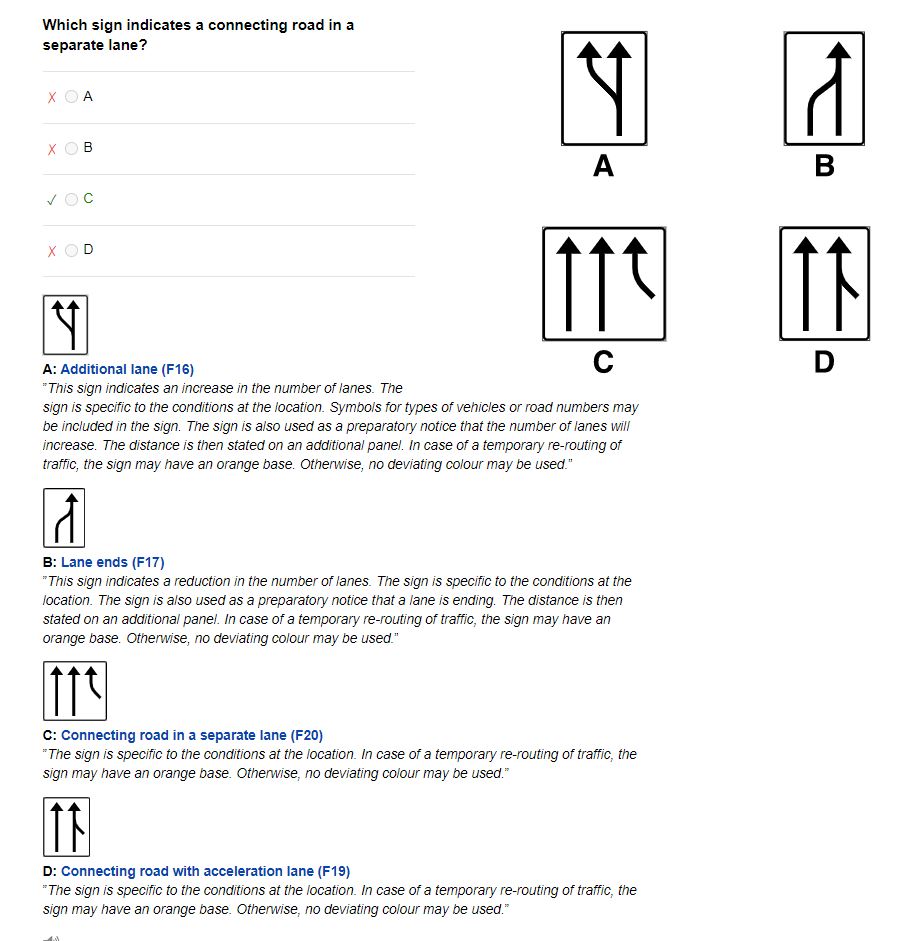 Which sign indicates a connecting road in a
separate lane?
A
B
C
D
A
B
C
D
A: Additional lane (F16)
"This sign indicates an increase in the number of lanes. The
sign is specific to the conditions at the location. Symbols for types of vehicles or road numbers may
be included in the sign. The sign is also used as a preparatory notice that the number of lanes will
increase. The distance is then stated on an additional panel. In case of a temporary re-routing of
traffic, the sign may have an orange base. Otherwise, no deviating colour may be used."
B: Lane ends (F17)
"This sign indicates a reduction in the number of lanes. The sign is specific to the conditions at the
location. The sign is also used as a preparatory notice that a lane is ending. The distance is then
stated on an additional panel. In case of a temporary re-routing of traffic, the sign may have an
orange base. Otherwise, no deviating colour may be used."
C: Connecting road in a separate lane (F20)
"The sign is specific to the conditions at the location. In case of a temporary re-routing of traffic, the
sign may have an orange base. Otherwise, no deviating colour may be used."
D: Connecting road with acceleration lane (F19)
"The sign is specific to the conditions at the location. In case of a temporary re-routing of traffic, the
sign may have an orange base. Otherwise, no deviating colour may be used."